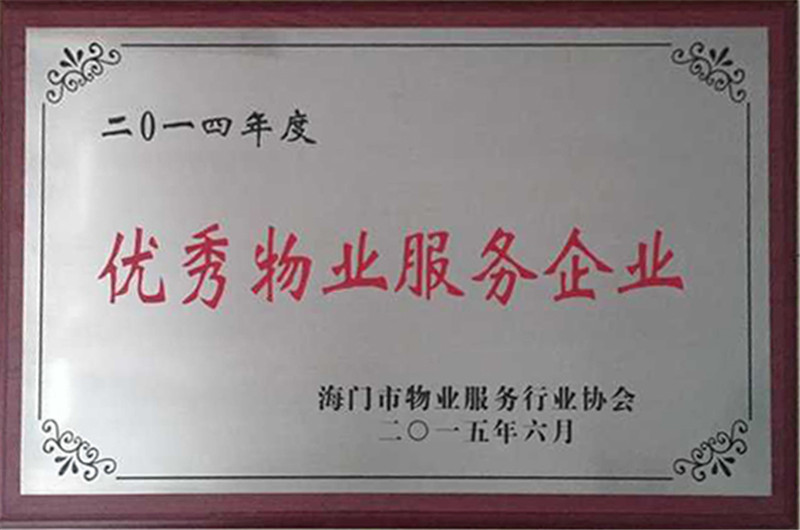 二0一四年度
优秀物业服务企业
海门市物业服务行业协会
二〇一五年六月